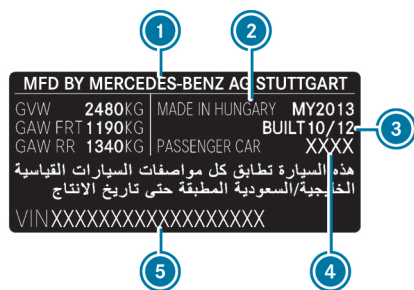 1
2
MFD BY MERCEDES-BENZ AG STUTTGART
GVW 2480KG MADE IN HUNGARY MY2013
BUILT 10/12
3
GAW FRT 1190KG
GAW RR 1340KG PASSENGER CAR XXXX
هذه السيارة تطابق كل مواصفات السيارات القياسية
الخليجية/السعودية المطبقة حتى تاريخ الانتاج
VINXXXXXXXXXXXXXXXXX
5
4